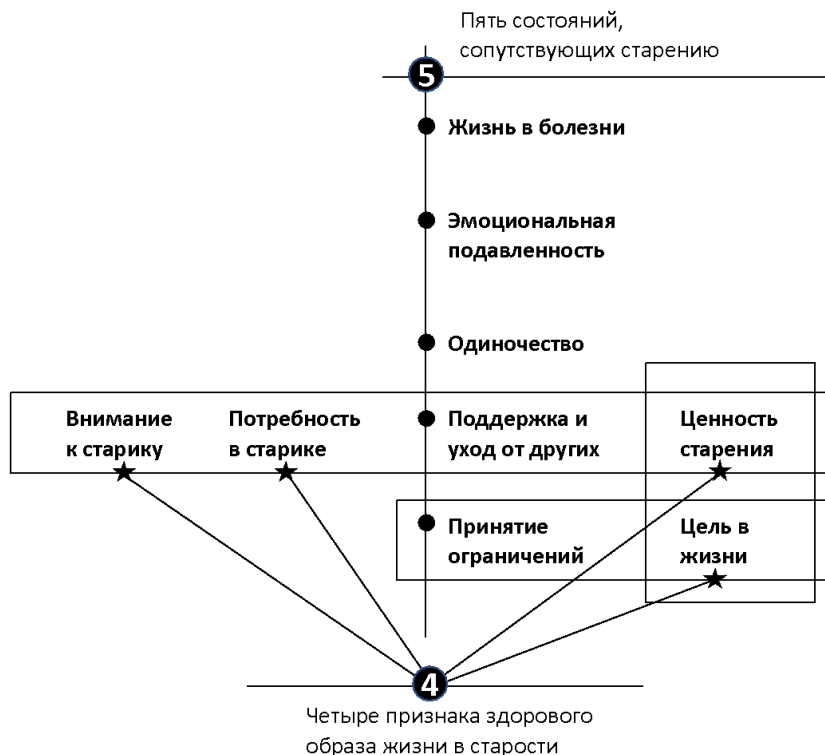 Пять состояний,
сопутствующих старению
5
Жизнь в болезни
Эмоциональная
подавленность
Одиночество
Внимание
к старику
Потребность
в старике
Поддержка и
уход от других
Ценность
старения
Принятие
ограничений
Цель в
жизни
4
Четыре признака здорового
образа жизни в старости